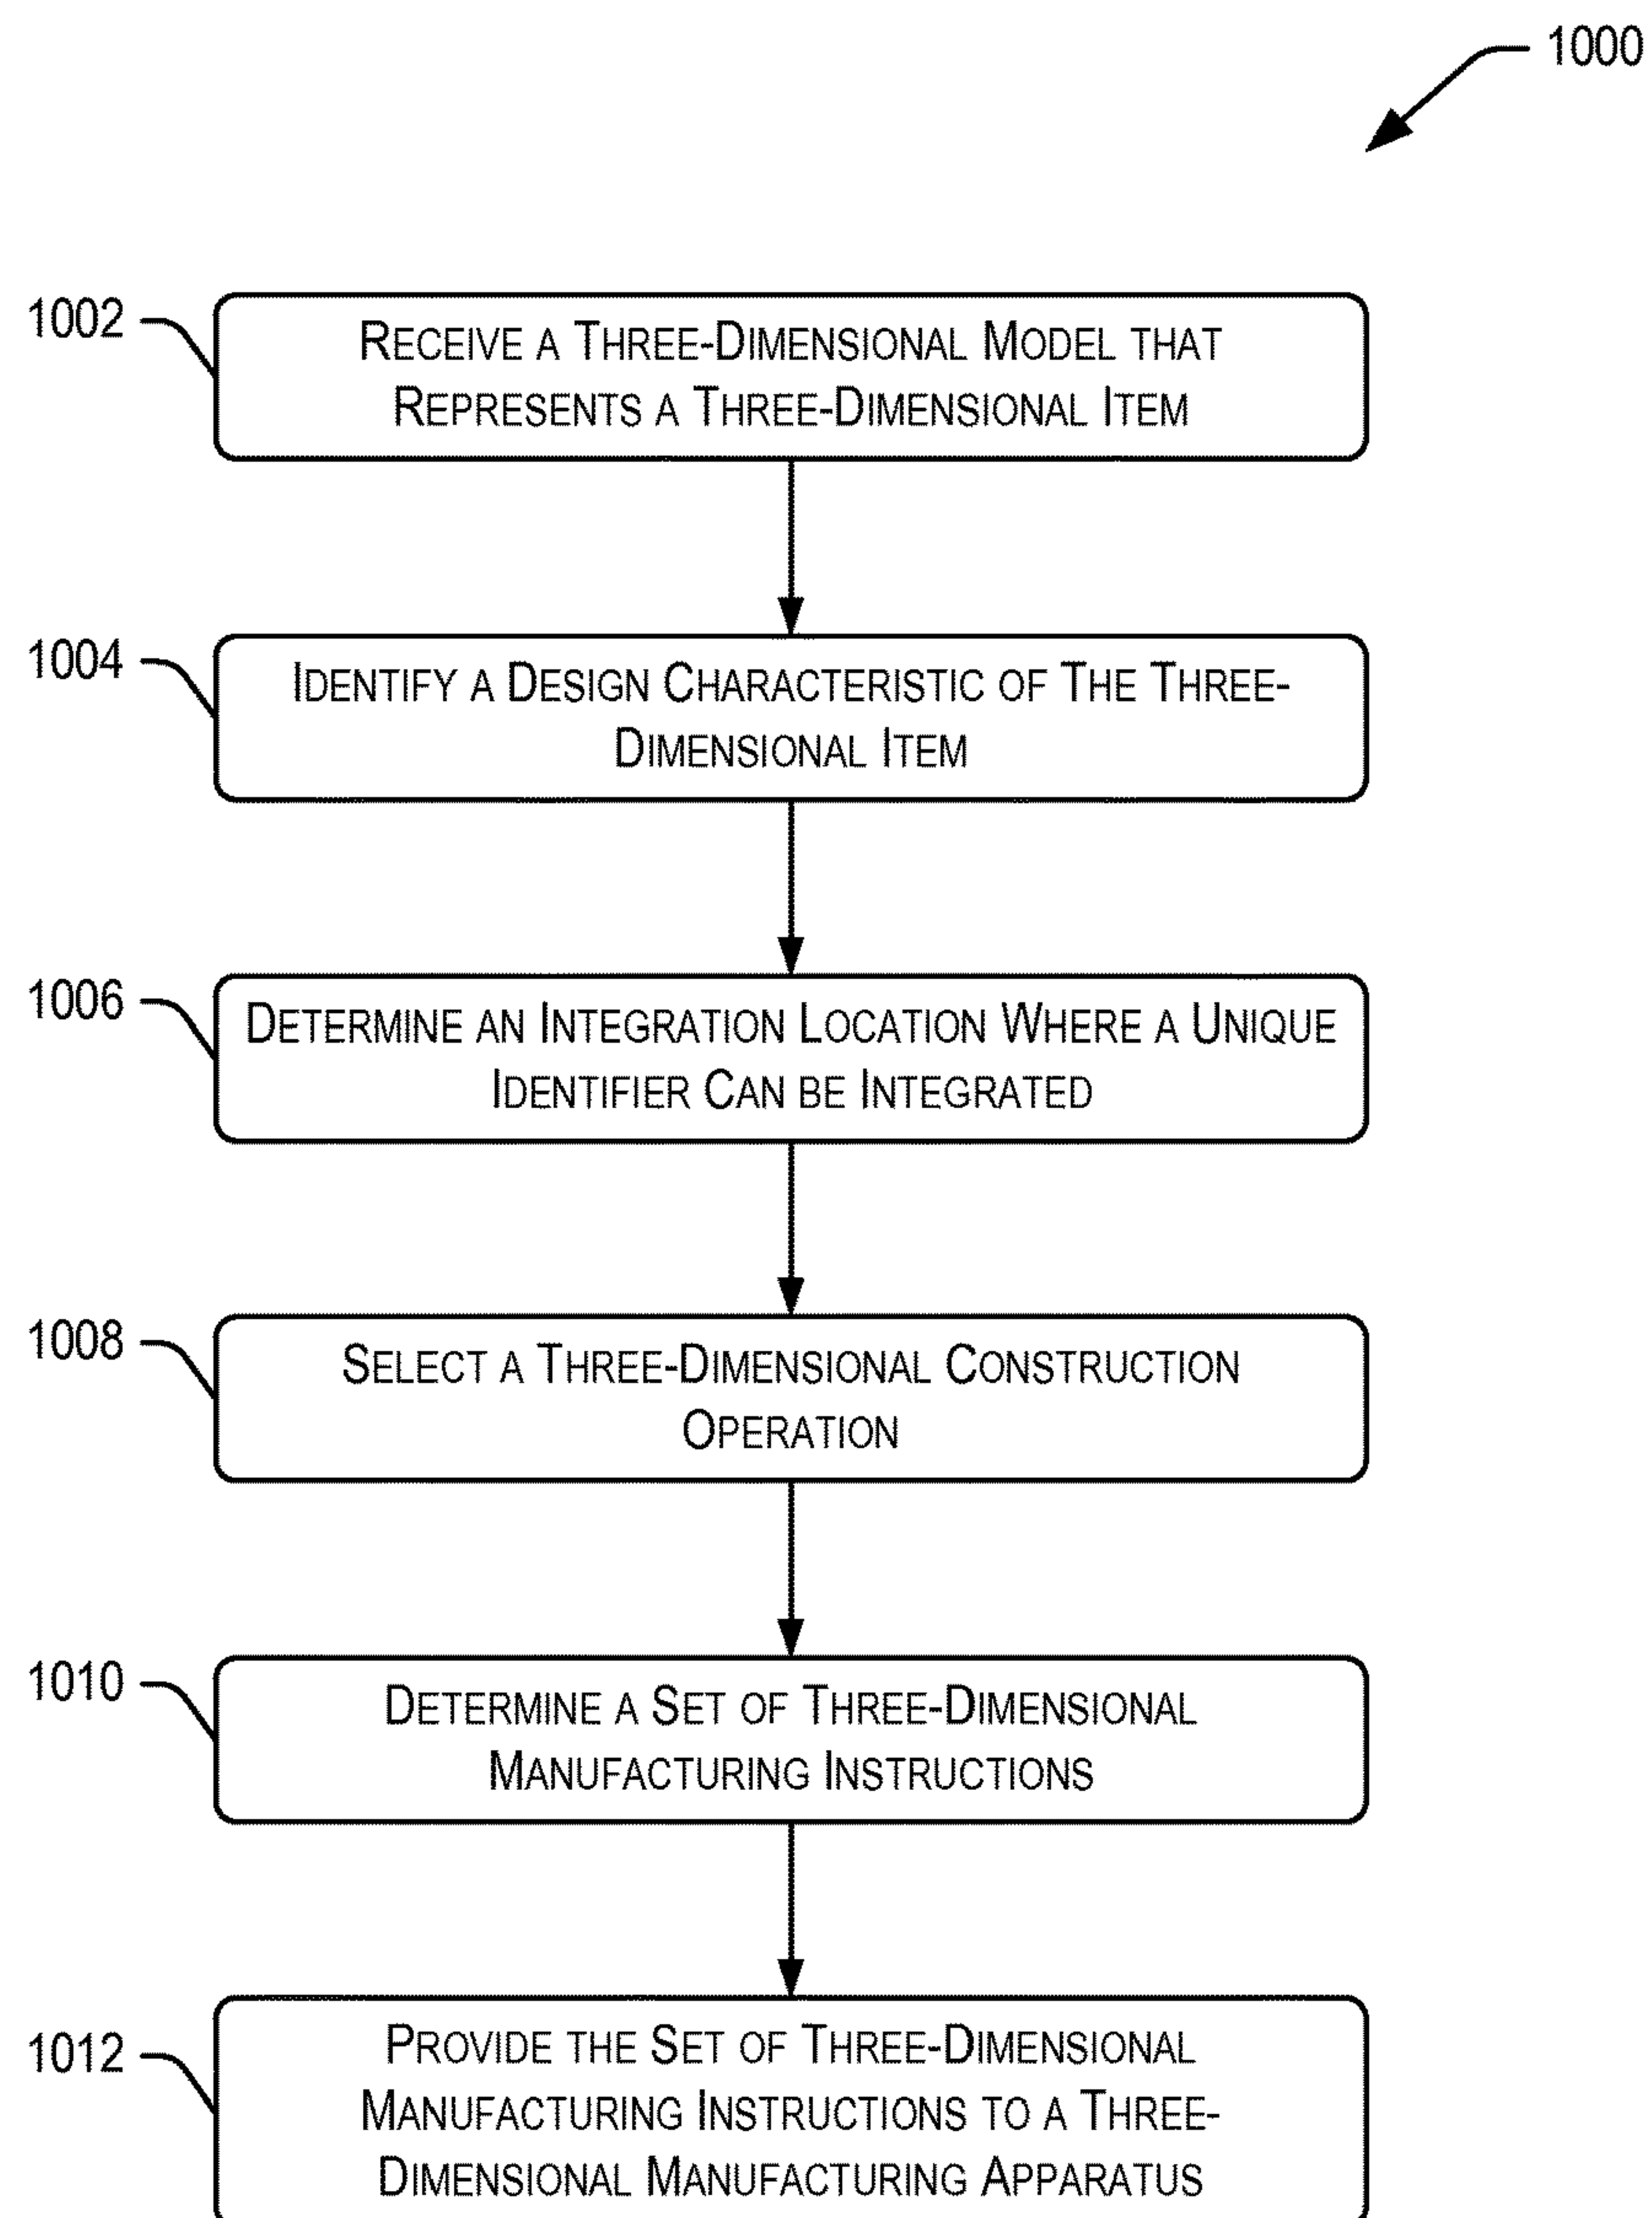 1000
1002
RECEIVE A THREE-DIMENSIONAL MODEL THAT
REPRESENTS A THREE-DIMENSIONAL ITEM
1004
IDENTIFY A DESIGN CHARACTERISTIC OF THE THREE-
DIMENSIONAL ITEM
1006
DETERMINE AN INTEGRATION LOCATION WHERE A UNIQUE
IDENTIFIER CAN BE INTEGRATED
1008
SELECT A THREE-DIMENSIONAL CONSTRUCTION
OPERATION
1010
DETERMINE A SET OF THREE-DIMENSIONAL
MANUFACTURING INSTRUCTIONS
1012
PROVIDE THE SET OF THREE-DIMENSIONAL
MANUFACTURING INSTRUCTIONS TO A THREE-
DIMENSIONAL MANUFACTURING APPARATUS